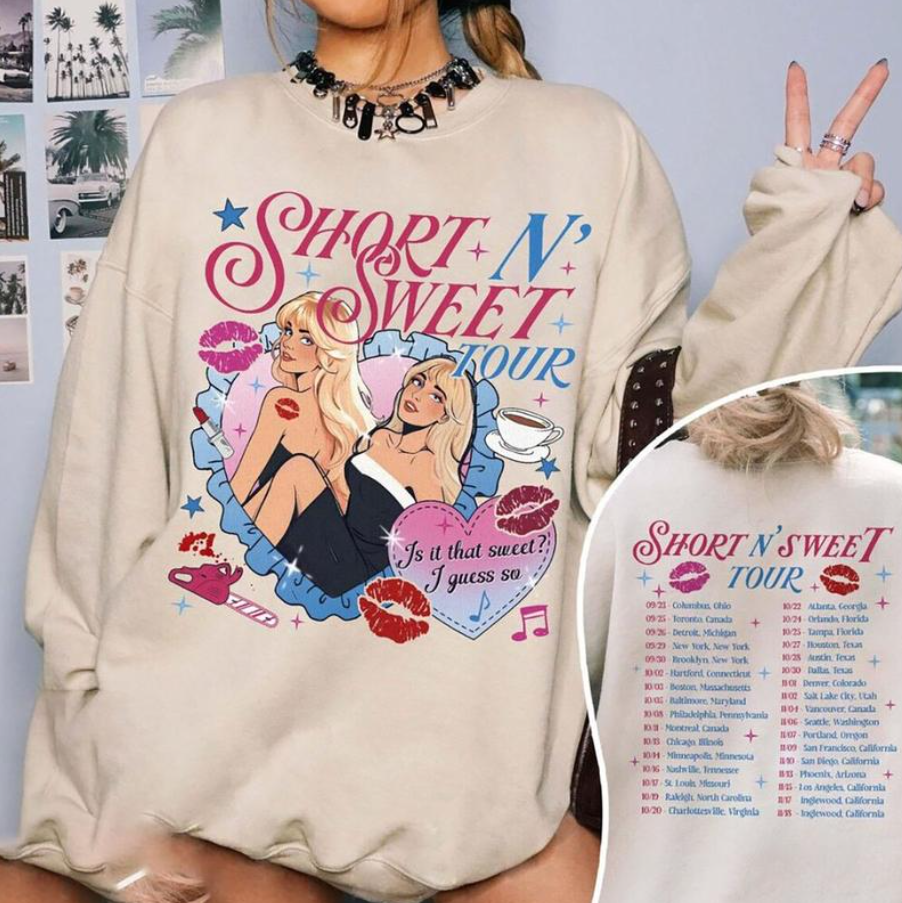 SHORT N'
SWEET
TOUR
Is it that sweet?
I guess so
SHORT N' SWEET
TOUR
09/23 - Columbus, Ohio
09/25 - Toronto, Canada
09/26 - Detroit, Michigan
09/29 - New York, New York
09/30 - Brooklyn, New York
10/02 - Hartford, Connecticut
10/03 - Boston, Massachusetts
10/05 - Baltimore, Maryland
10/08 - Philadelphia, Pennsylvania
10/11 - Montreal, Canada
10/13 - Chicago, Illinois
10/14 - Minneapolis, Minnesota
10/16 - Nashville, Tennessee
10/17 - St. Louis, Missouri
10/19 - Raleigh, North Carolina
10/20 - Charlottesville, Virginia
10/22 - Atlanta, Georgia
10/24 - Orlando, Florida
10/25 - Tampa, Florida
10/27 - Houston, Texas
10/28 - Austin, Texas
10/30 - Dallas, Texas
11/01 - Denver, Colorado
11/02 - Salt Lake City, Utah
11/04 - Vancouver, Canada
11/06 - Seattle, Washington
11/07 - Portland, Oregon
11/09 - San Francisco, California
11/10 - San Diego, California
11/13 - Phoenix, Arizona
11/15 - Los Angeles, California
11/17 - Inglewood, California
11/18 - Inglewood, California